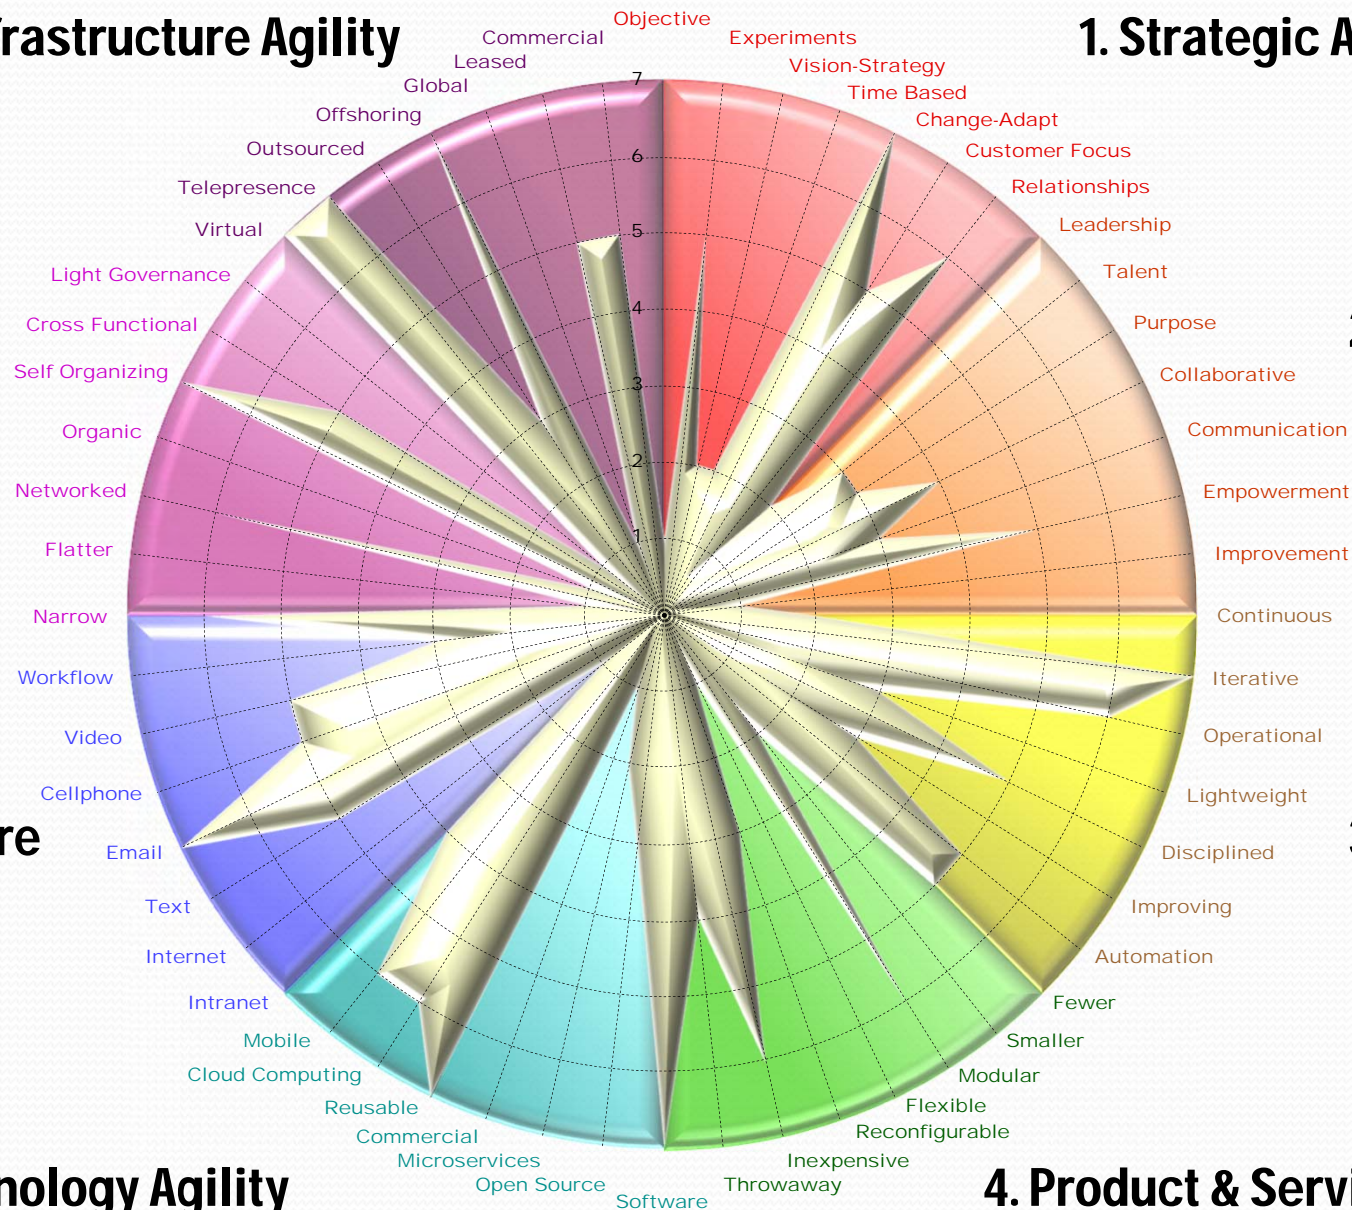 frastructure Agility
1. Strategic A
Objective
Experiments
Vision-Strategy
Time Based
Change-Adapt
Customer Focus
Relationships
Leadership
Talent
Purpose
Collaborative
Communication
Empowerment
Improvement
Continuous
Iterative
Operational
Lightweight
Disciplined
Improving
Automation
Fewer
Smaller
Modular
Flexible
Reconfigurable
Inexpensive
Throwaway
Software
Open Source
Microservices
Commercial
Reusable
Cloud Computing
Mobile
Intranet
Internet
Text
Email
Cellphone
Video
Workflow
Narrow
Flatter
Networked
Organic
Self Organizing
Cross Functional
Light Governance
Virtual
Telepresence
Outsourced
Offshoring
Global
Leased
Commercial
7
6
5
4
3
2
1
re
nology Agility
4. Product & Servi